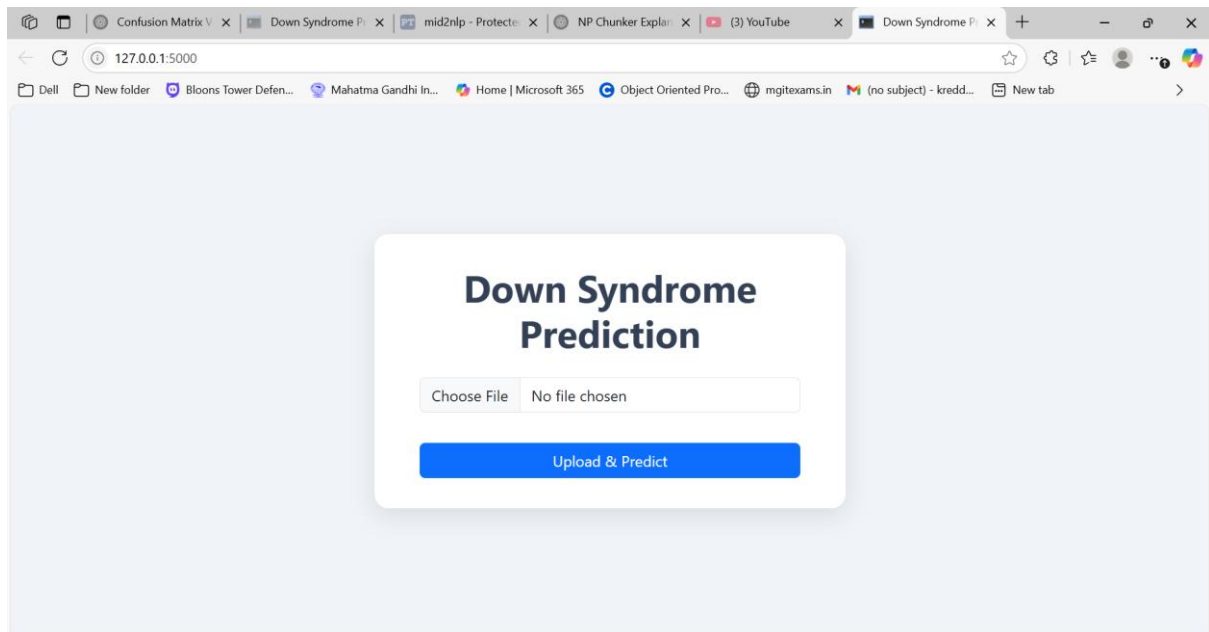 Confusion Matrix V
Down Syndrome P
mid2nlp - Protecte
NP Chunker Explan
(3) YouTube
Down Syndrome P
127.0.0.1:5000
Dell
New folder
Bloons Tower Defen...
Mahatma Gandhi In...
Home | Microsoft 365
Object Oriented Pro...
mgitexams.in
(no subject) - kredd...
New tab
Down Syndrome
Prediction
Choose File No file chosen
Upload & Predict